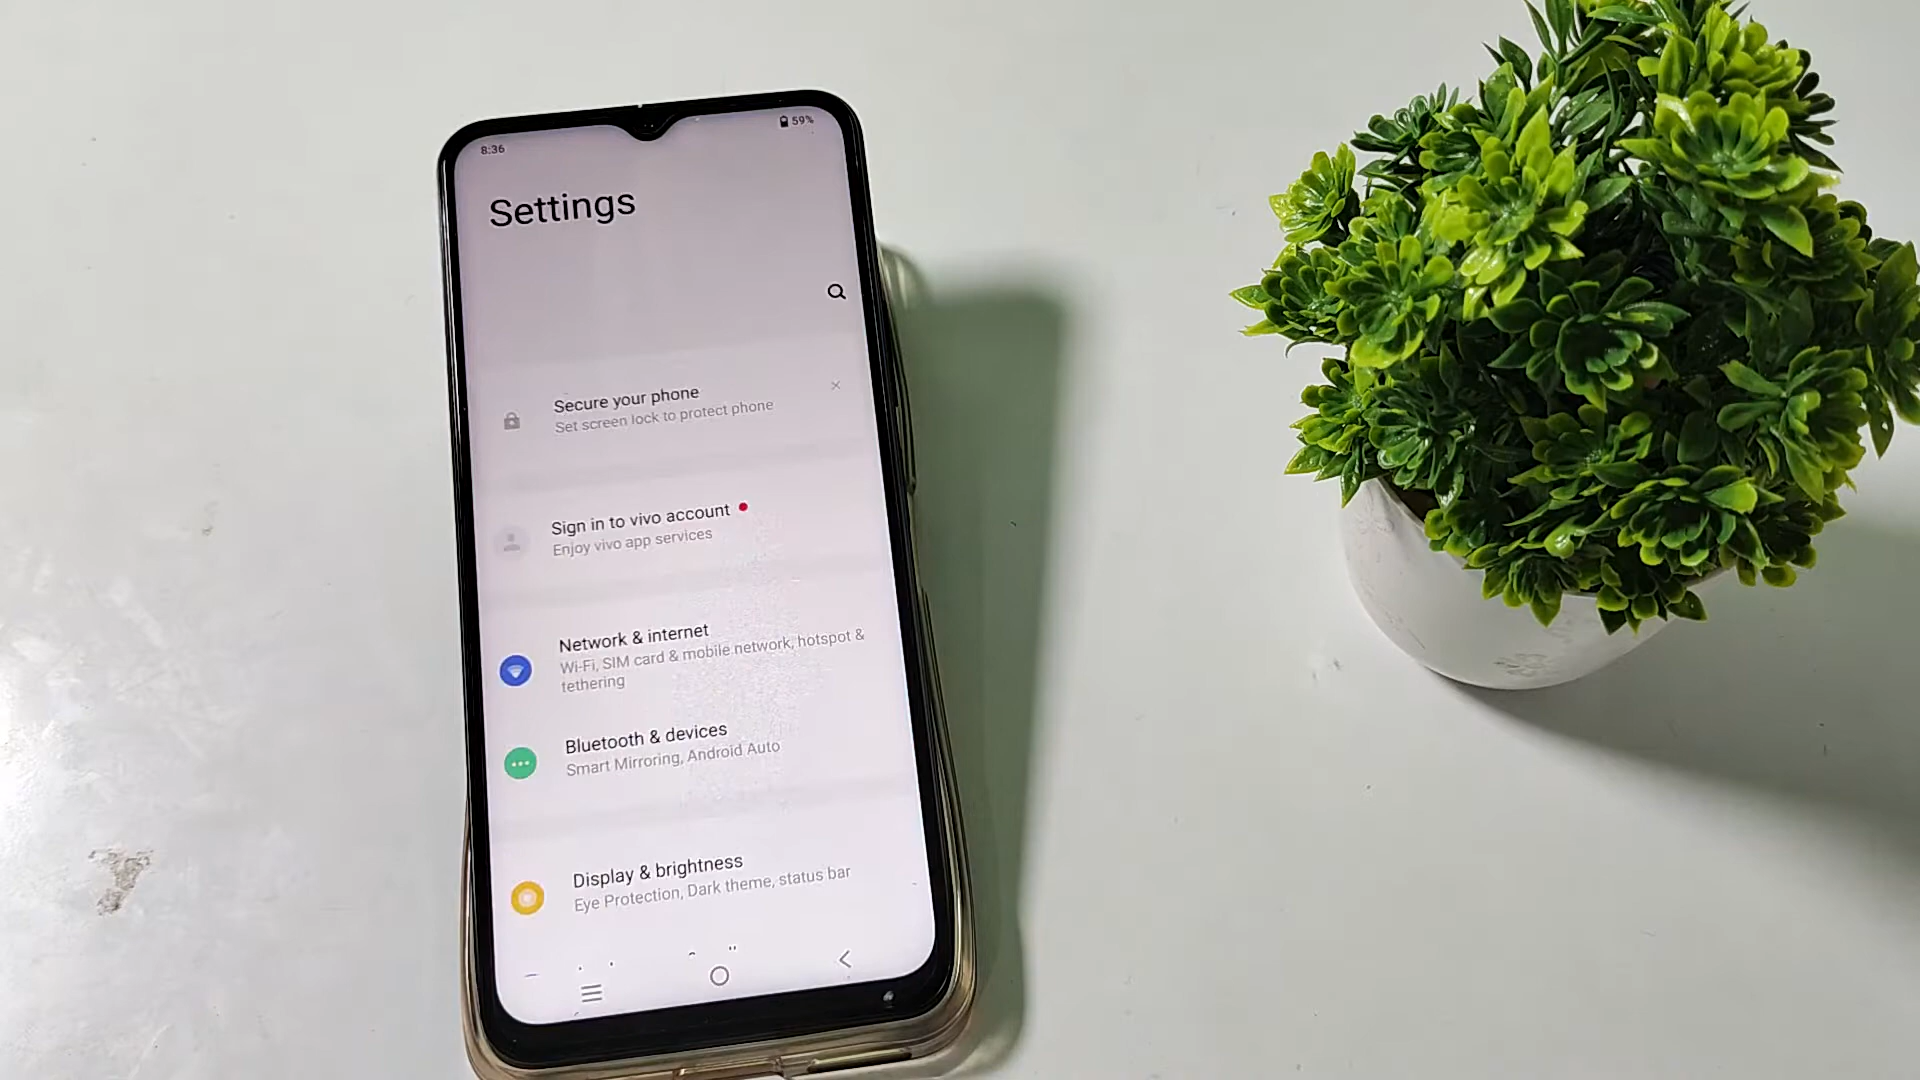 8:36
59%
Settings
Secure your phone
Set screen lock to protect phone
Sign in to vivo account
Enjoy vivo app services
Network & internet
Wi-Fi, SIM card & mobile network, hotspot &
tethering
Bluetooth & devices
Smart Mirroring, Android Auto
Display & brightness
Eye Protection, Dark theme, status bar